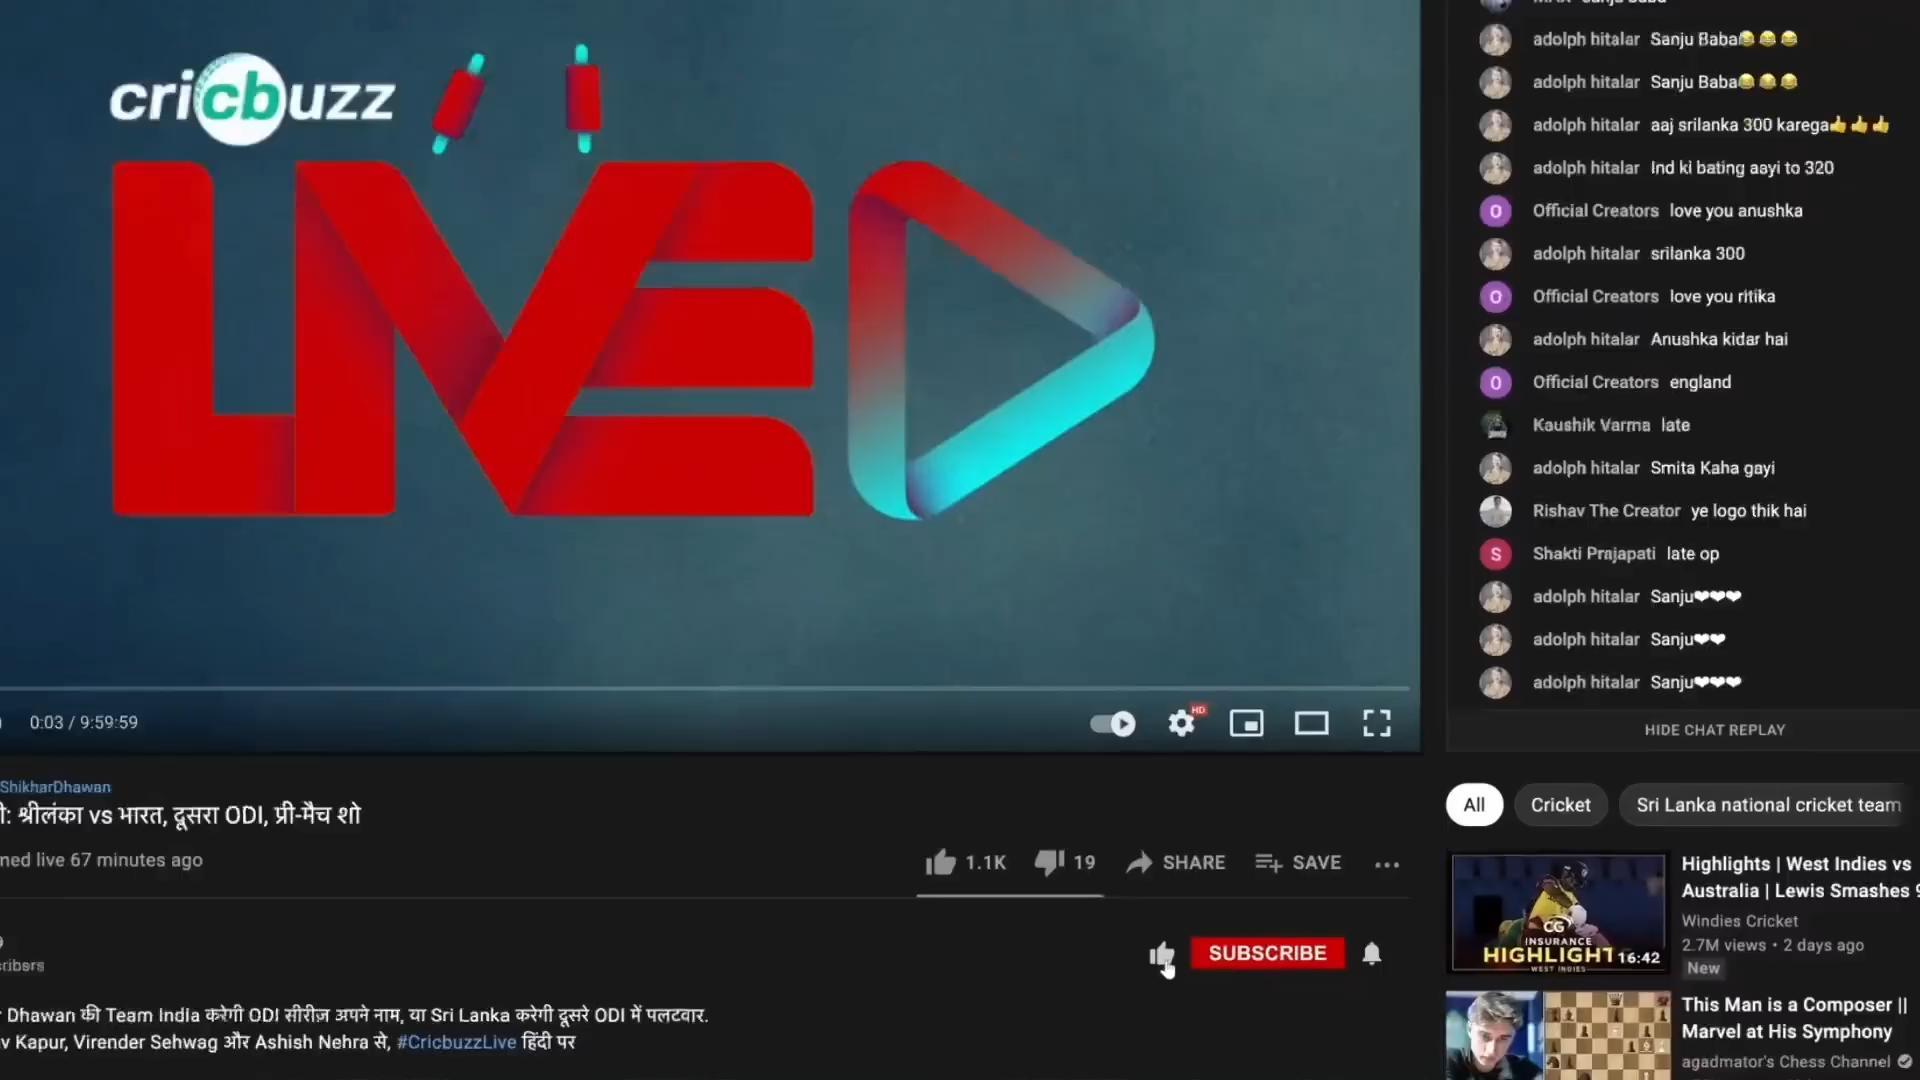 cricbuzz
LIVE
0:03 / 9:59:59
HD
ShikharDhawan
श्रीलंका vs भारत, दूसरा ODI, प्री-मैच शो
live 67 minutes ago
1.1K
19
SHARE
SAVE
SUBSCRIBE
Dhawan की Team India करेगी ODI सीरीज़ अपने नाम, या Sri Lanka करेगी दूसरे ODI में पलटवार.
Kapur, Virender Sehwag और Ashish Nehra से, #CricbuzzLive हिंदी पर
adolph hitalar Sanju Baba😂😂😂
adolph hitalar Sanju Baba😂😂😂
adolph hitalar aaj srilanka 300 karega👍👍👍
adolph hitalar Ind ki bating aayi to 320
O Official Creators love you anushka
adolph hitalar srilanka 300
O Official Creators love you ritika
adolph hitalar Anushka kidar hai
O Official Creators england
Kaushik Varma late
adolph hitalar Smita Kaha gayi
Rishav The Creator ye logo thik hai
S Shakti Prajapati late op
adolph hitalar Sanju❤❤❤
adolph hitalar Sanju❤❤
adolph hitalar Sanju❤❤❤
HIDE CHAT REPLAY
All
Cricket
Sri Lanka national cricket team
CG
INSURANCE
HIGHLIGHT
WEST INDIES
16:42
Highlights | West Indies vs
Australia | Lewis Smashes
Windies Cricket
2.7M views • 2 days ago
New
This Man is a Composer ||
Marvel at His Symphony
agadmator's Chess Channel